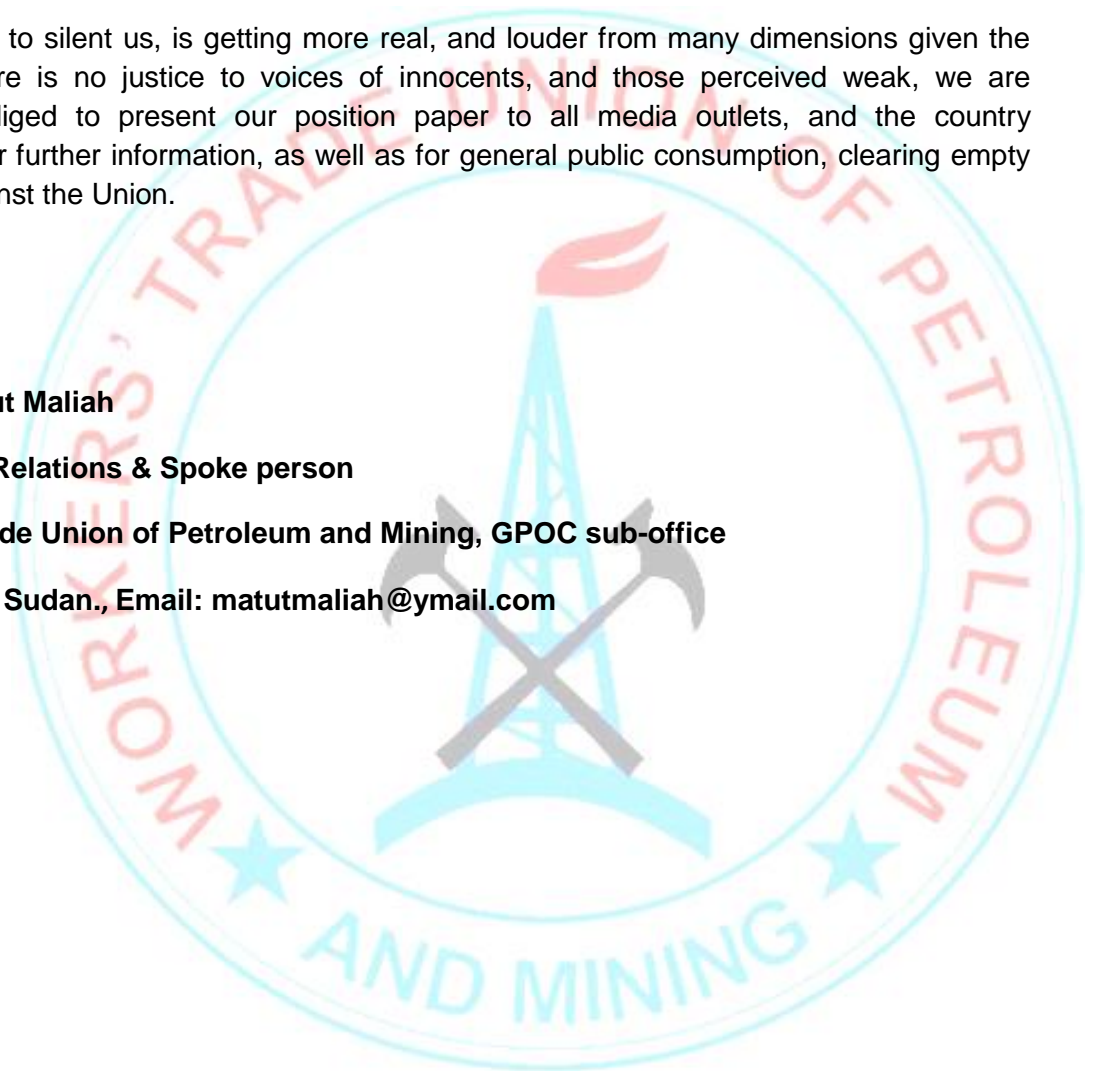 to silent us, is getting more real, and louder from many dimensions given the
re is no justice to voices of innocents, and those perceived weak, we are
liged to present our position paper to all media outlets, and the country
r further information, as well as for general public consumption, clearing empty
nst the Union.
ut Maliah
Relations & Spoke person
de Union of Petroleum and Mining, GPOC sub-office
Sudan., Email: matutmaliah@ymail.com
WORKERS' TRADE UNION OF PETROLEUM
AND MINING